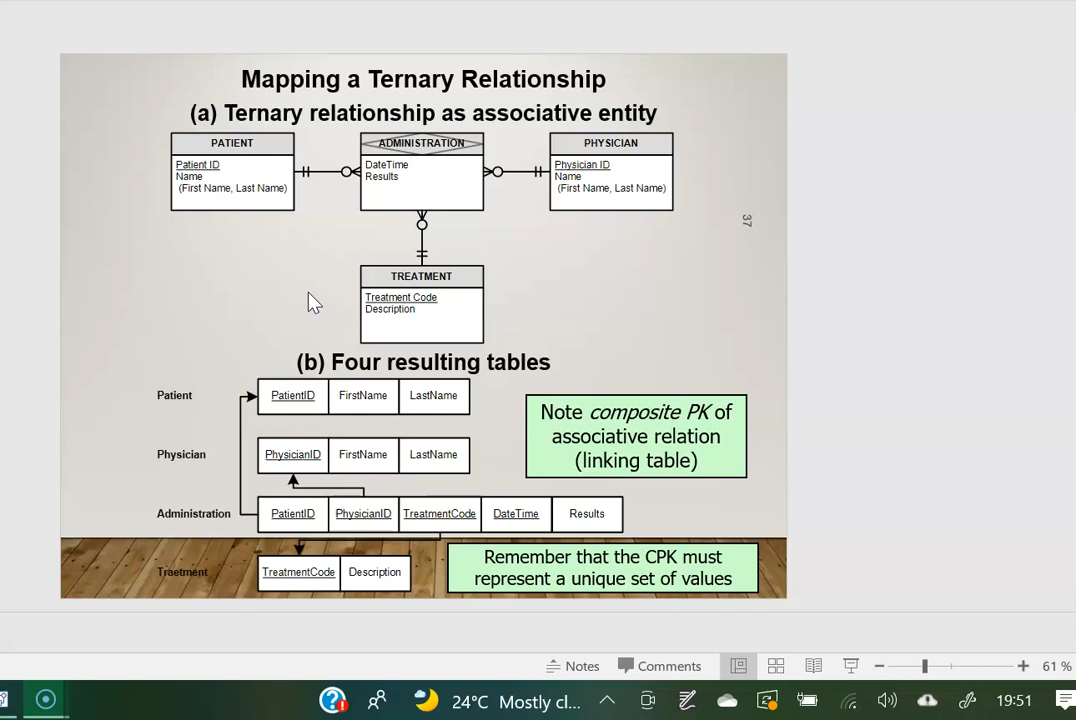 Mapping a Ternary Relationship
(a) Ternary relationship as associative entity
PATIENT
Patient ID
Name
(First Name, Last Name)
ADMINISTRATION
DateTime
Results
PHYSICIAN
Physician ID
Name
(First Name, Last Name)
37
TREATMENT
Treatment Code
Description
(b) Four resulting tables
Patient PatientID FirstName LastName
Note composite PK of
associative relation
(linking table)
Physician PhysicianID FirstName LastName
Administration PatientID PhysicianID TreatmentCode DateTime Results
Traetment TreatmentCode Description
Remember that the CPK must
represent a unique set of values
Notes Comments 61 %
24°C Mostly cl... 19:51